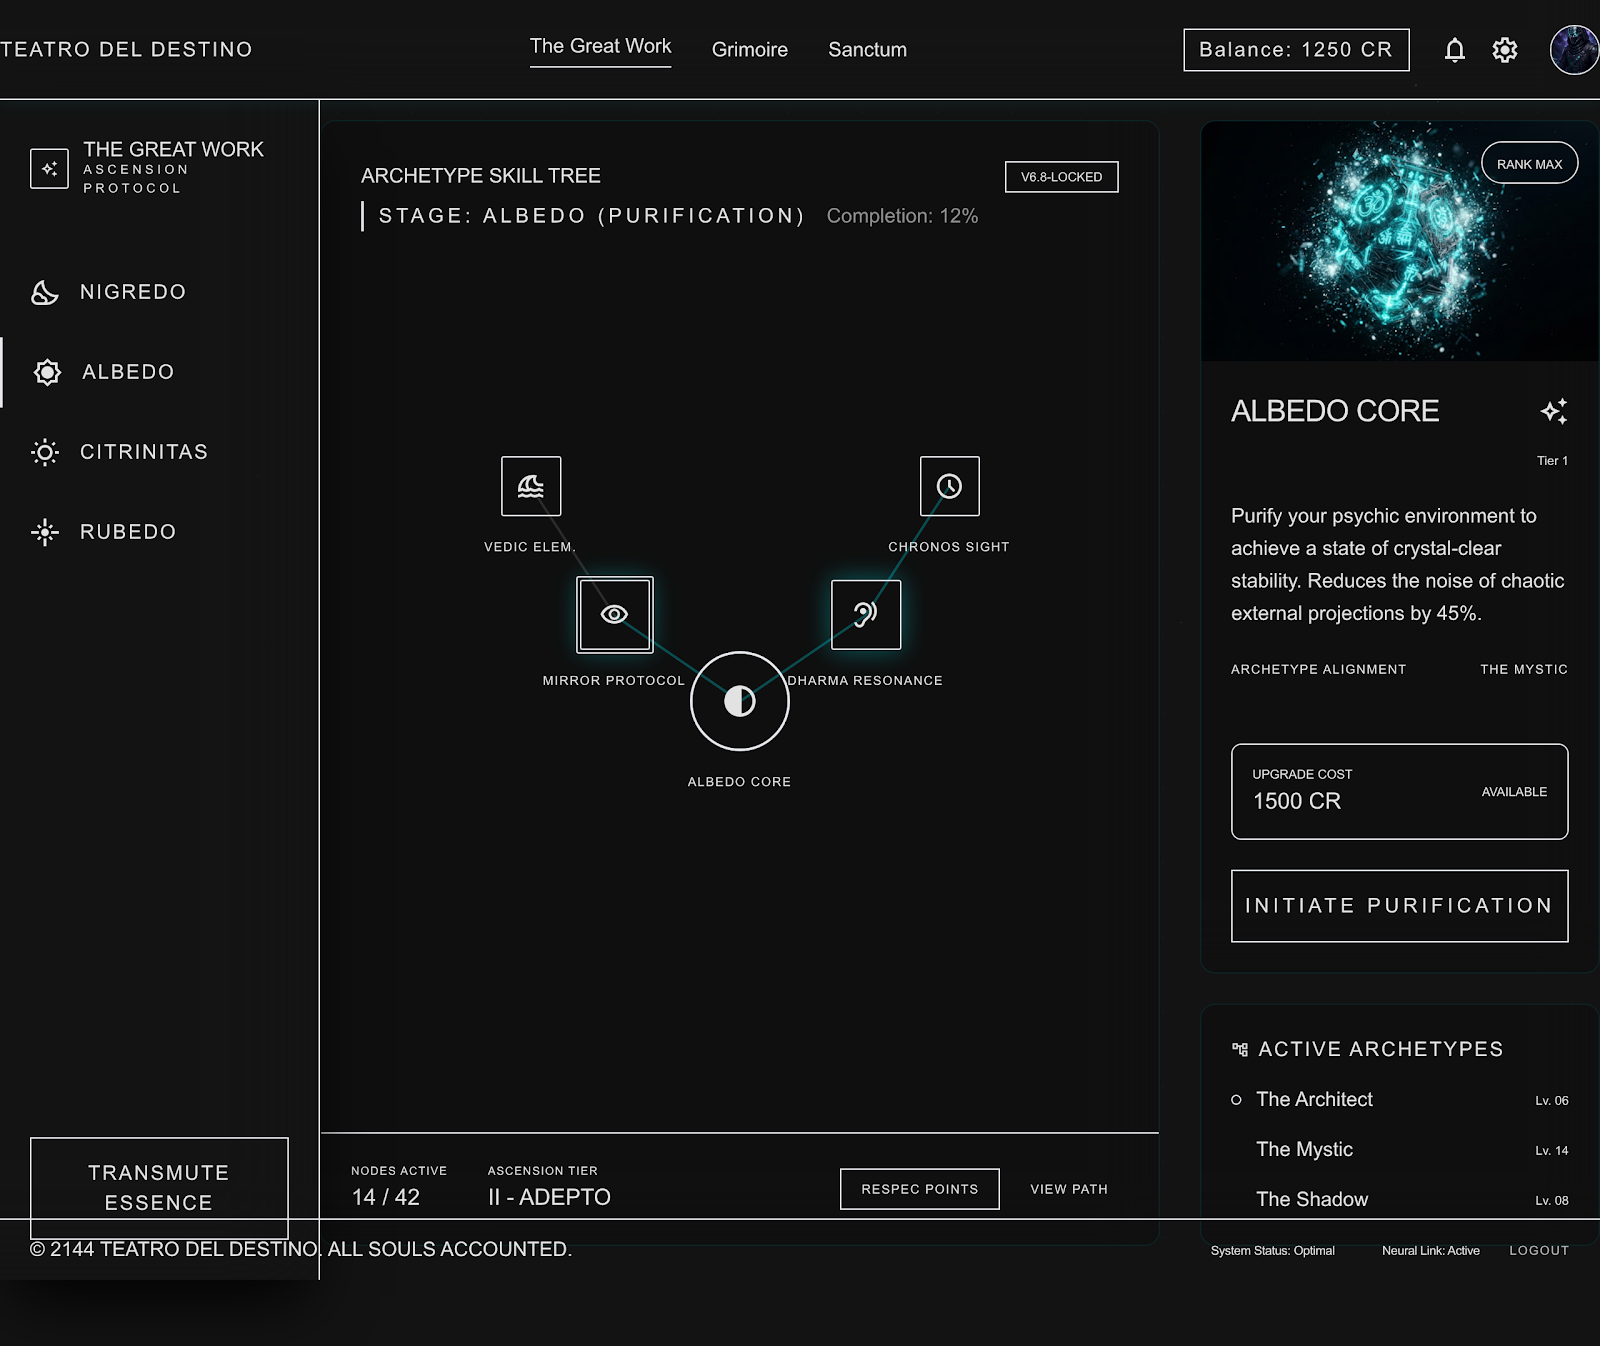 TEATRO DEL DESTINO
The Great Work
Grimoire
Sanctum
Balance: 1250 CR
THE GREAT WORK
ASCENSION
PROTOCOL
NIGREDO
ALBEDO
CITRINITAS
RUBEDO
TRANSMUTE
ESSENCE
ARCHETYPE SKILL TREE
V6.8-LOCKED
STAGE: ALBEDO (PURIFICATION)
Completion: 12%
VEDIC ELEM.
CHRONOS SIGHT
MIRROR PROTOCOL
DHARMA RESONANCE
ALBEDO CORE
NODES ACTIVE
14 / 42
ASCENSION TIER
II - ADEPTO
RESPEC POINTS
VIEW PATH
RANK MAX
ALBEDO CORE
Tier 1
Purify your psychic environment to
achieve a state of crystal-clear
stability. Reduces the noise of chaotic
external projections by 45%.
ARCHETYPE ALIGNMENT
THE MYSTIC
UPGRADE COST
1500 CR
AVAILABLE
INITIATE PURIFICATION
ACTIVE ARCHETYPES
The Architect
Lv. 06
The Mystic
Lv. 14
The Shadow
Lv. 08
© 2144 TEATRO DEL DESTINO. ALL SOULS ACCOUNTED.
System Status: Optimal
Neural Link: Active
LOGOUT